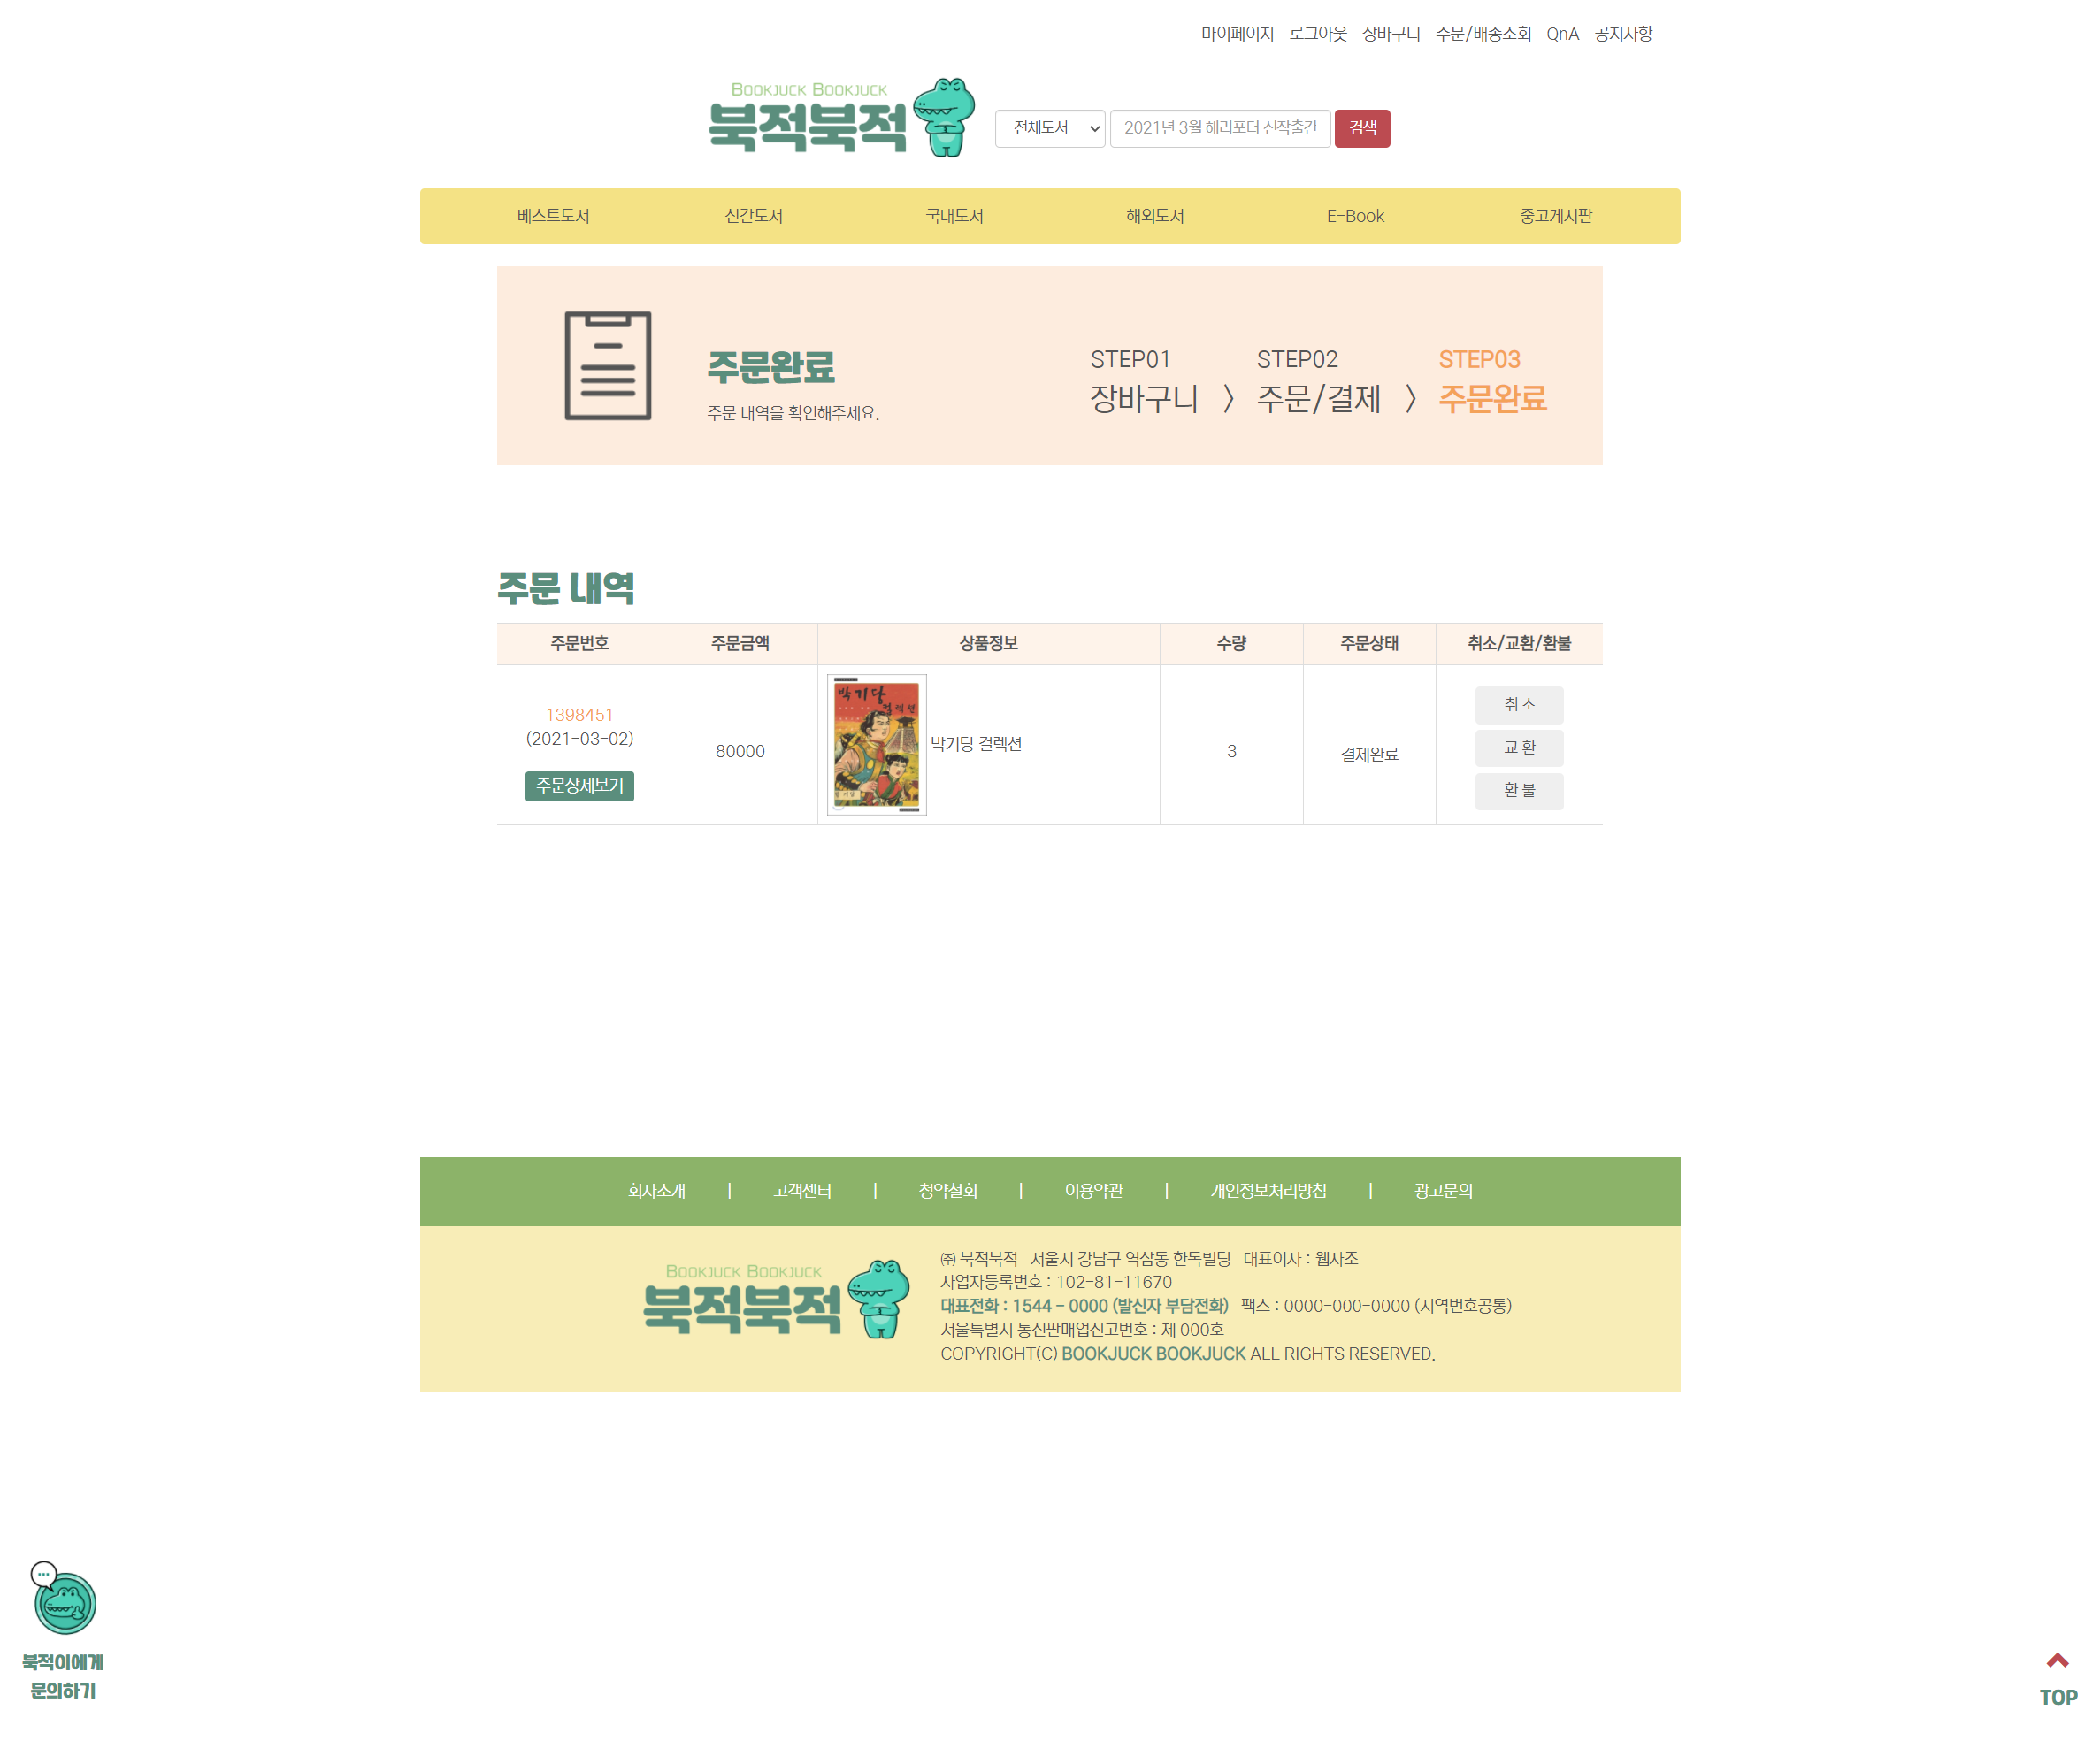 마이페이지 로그아웃 장바구니 주문/배송조회 QnA 공지사항
BOOKJUCK BOOKJUCK
북적북적
전체도서 2021년 3월 해리포터 신작출간 검색
베스트도서 신간도서 국내도서 해외도서 E-Book 중고게시판
주문완료
주문 내역을 확인해주세요.
STEP01 STEP02 STEP03
장바구니 〉 주문/결제 〉 주문완료
주문 내역
주문번호 주문금액 상품정보 수량 주문상태 취소/교환/환불
1398451
(2021-03-02)
주문상세보기
80000
박기당
컬렉션
박기당 컬렉션
3
결제완료
취 소
교 환
환 불
회사소개 | 고객센터 | 청약철회 | 이용약관 | 개인정보처리방침 | 광고문의
BOOKJUCK BOOKJUCK
북적북적
㈜ 북적북적 서울시 강남구 역삼동 한독빌딩 대표이사 : 웹사조
사업자등록번호 : 102-81-11670
대표전화 : 1544 - 0000 (발신자 부담전화) 팩스 : 0000-000-0000 (지역번호공통)
서울특별시 통신판매업신고번호 : 제 000호
COPYRIGHT(C) BOOKJUCK BOOKJUCK ALL RIGHTS RESERVED.
북적이에게
문의하기
TOP